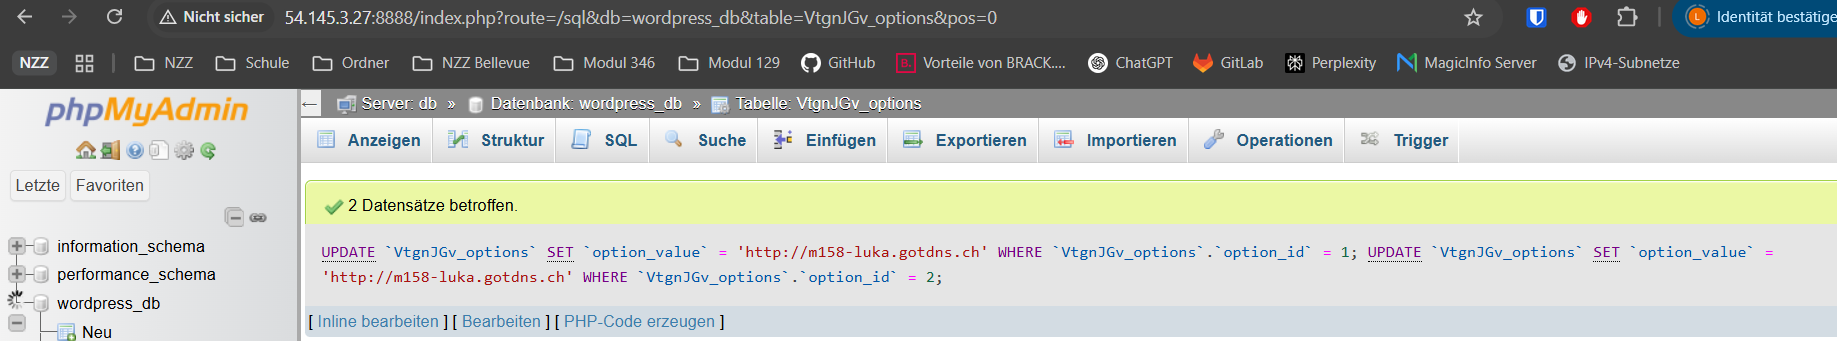 Nicht sicher 54.145.3.27:8888/index.php?route=/sql&db=wordpress_db&table=VtgnJGv_options&pos=0
L Identität bestätige
NZZ NZZ Schule Ordner NZZ Bellevue Modul 346 Modul 129 GitHub B. Vorteile von BRACK.... ChatGPT GitLab Perplexity MagicInfo Server IPv4-Subnetze
phpMyAdmin
Letzte Favoriten
information_schema
performance_schema
wordpress_db
Neu
← Server: db » Datenbank: wordpress_db » Tabelle: VtgnJGv_options
Anzeigen Struktur SQL Suche Einfügen Exportieren Importieren Operationen Trigger
2 Datensätze betroffen.
UPDATE `VtgnJGv_options` SET `option_value` = 'http://m158-luka.gotdns.ch' WHERE `VtgnJGv_options`.`option_id` = 1; UPDATE `VtgnJGv_options` SET `option_value` =
'http://m158-luka.gotdns.ch' WHERE `VtgnJGv_options`.`option_id` = 2;
[ Inline bearbeiten ] [ Bearbeiten ] [ PHP-Code erzeugen ]